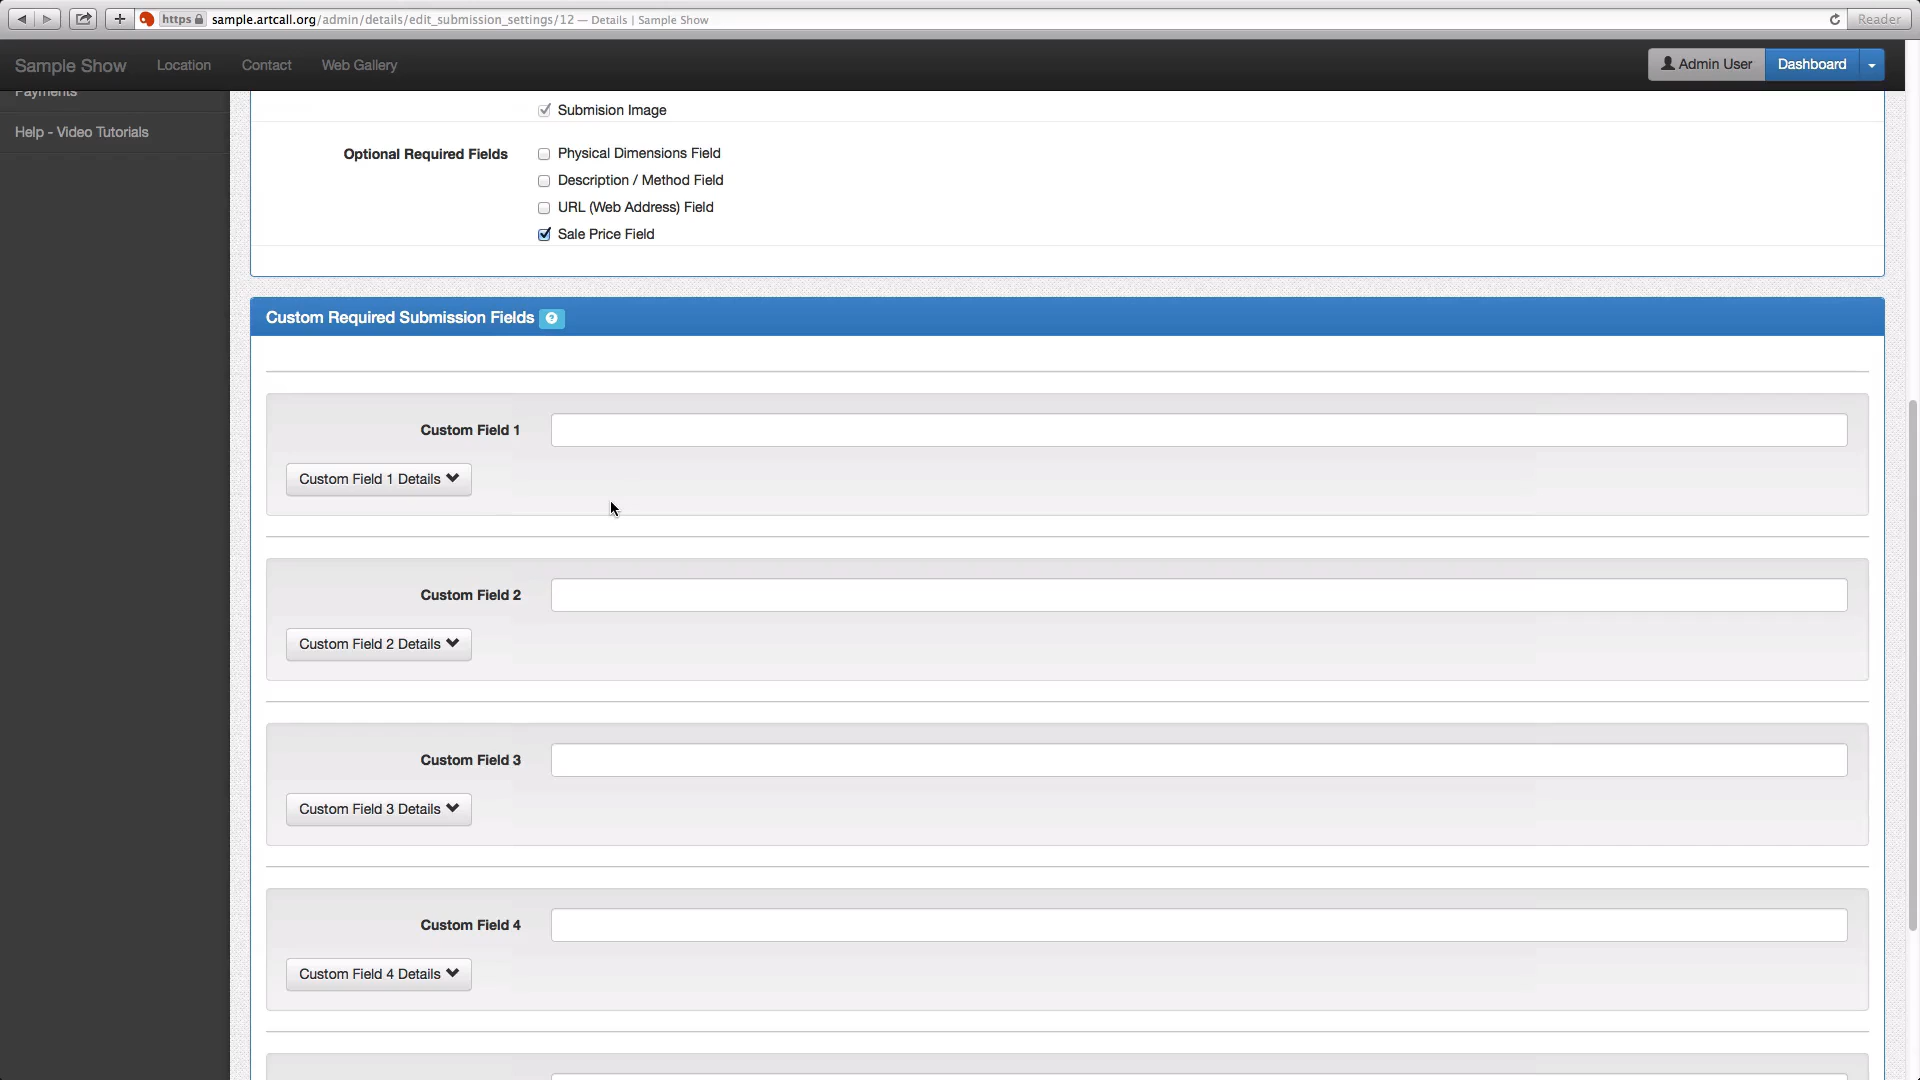 https sample.artcall.org/admin/details/edit_submission_settings/12 — Details | Sample Show Reader
Sample Show Location Contact Web Gallery Admin User Dashboard
Payments
Help - Video Tutorials
Submision Image
Optional Required Fields Physical Dimensions Field
Description / Method Field
URL (Web Address) Field
Sale Price Field
Custom Required Submission Fields ?
Custom Field 1
Custom Field 1 Details
Custom Field 2
Custom Field 2 Details
Custom Field 3
Custom Field 3 Details
Custom Field 4
Custom Field 4 Details